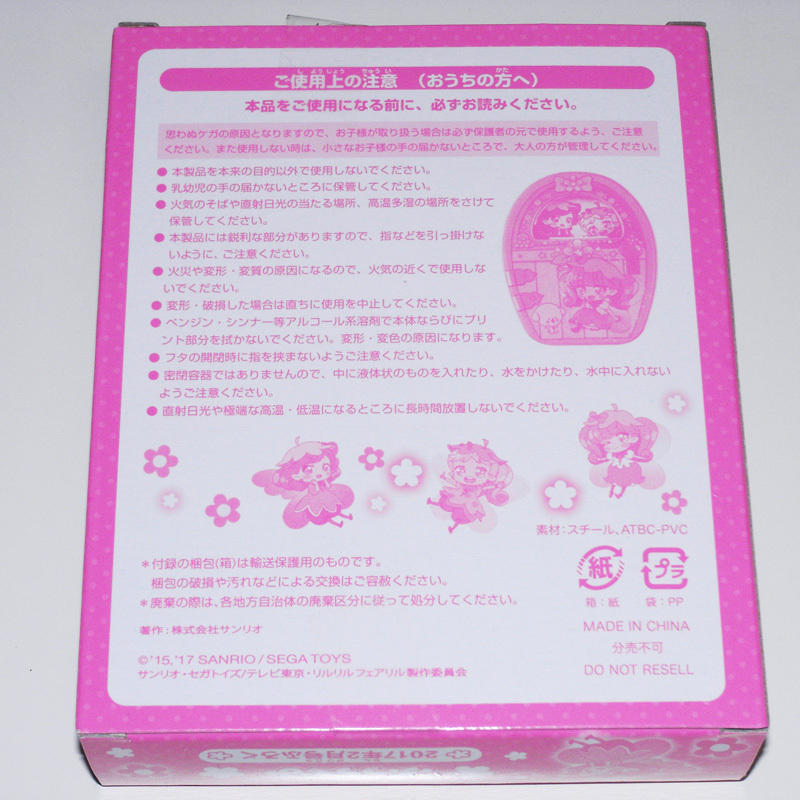 ご使用上の注意 (おうちの方へ)
本品をご使用になる前に、必ずお読みください。
思わぬケガの原因となりますので、お子様が取り扱う場合は必ず保護者の元で使用するよう、ご注意
ください。また使用しない時は、小さなお子様の手の届かないところで、大人の方が管理してください。
●本製品を本来の目的以外で使用しないでください。
●乳幼児の手の届かないところに保管してください。
●火気のそばや直射日光の当たる場所、高温多湿の場所をさけて
保管してください。
●本製品には鋭利な部分がありますので、指などを引っ掛けな
いように、ご注意ください。
●火災や変形・変質の原因になるので、火気の近くで使用しな
いでください。
●変形・破損した場合は直ちに使用を中止してください。
●ベンジン・シンナー等アルコール系溶剤で本体ならびにプリ
ント部分を拭かないでください。変形・変色の原因になります。
●フタの開閉時に指を挟まないようご注意ください。
●密閉容器ではありませんので、中に液体状のものを入れたり、水をかけたり、水中に入れない
ようご注意ください。
●直射日光や極端な高温・低温になるところに長時間放置しないでください。
素材:スチール、ATBC-PVC
*付録の梱包(箱)は輸送保護用のものです。
梱包の破損や汚れなどによる交換はご容赦ください。
*廃棄の際は、各地方自治体の廃棄区分に従って処分してください。
紙 プラ
箱:紙 袋:PP
著作:株式会社サンリオ
MADE IN CHINA
分売不可
DO NOT RESELL
©'15,'17 SANRIO/SEGA TOYS
サンリオ・セガトイズ/テレビ東京・リルリルフェアリル製作委員会
2017年2月号ふろく